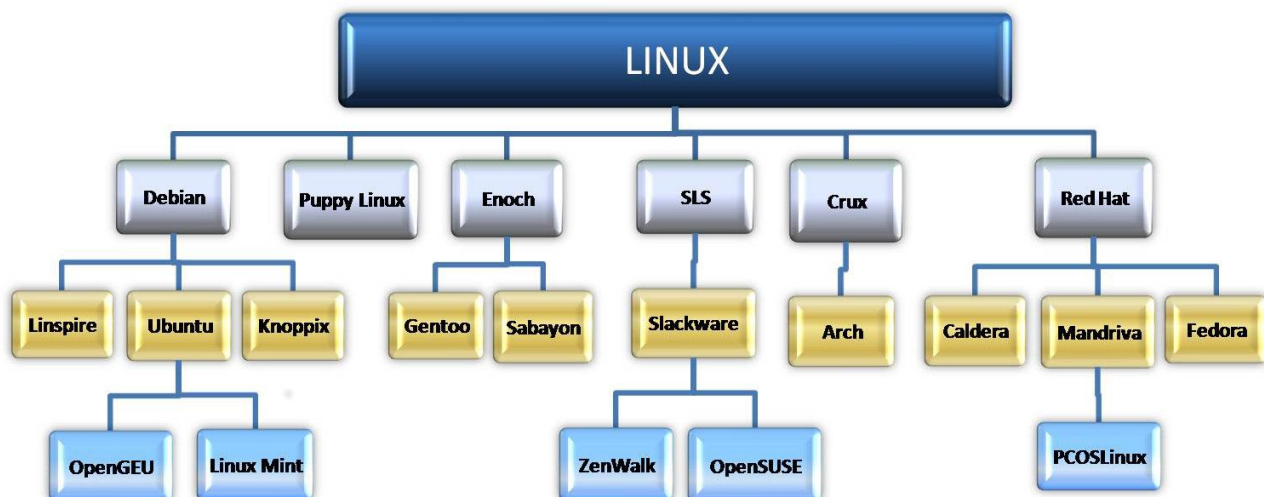 LINUX
Debian
Puppy Linux
Enoch
SLS
Crux
Red Hat
Linspire
Ubuntu
Knoppix
Gentoo
Sabayon
Slackware
Arch
Caldera
Mandriva
Fedora
OpenGEU
Linux Mint
ZenWalk
OpenSUSE
PCOSLinux